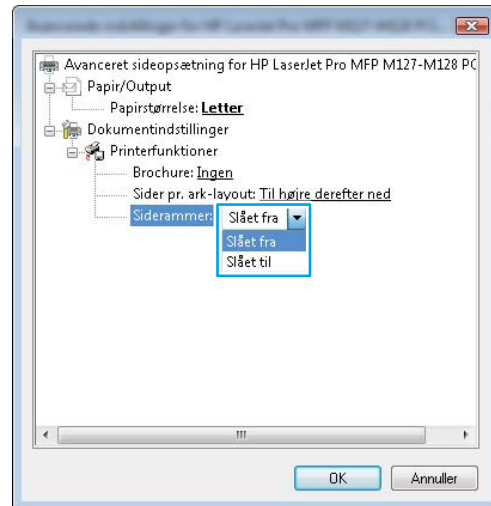 Avanceret sideopsætning for HP LaserJet Pro MFP M127-M128 PC
Papir/Output
Papirstørrelse: Letter
Dokumentindstillinger
Printerfunktioner
Brochure: Ingen
Sider pr. ark-layout: Til højre derefter ned
Siderammer: Slået fra
Slået fra
Slået til
OK Annuller